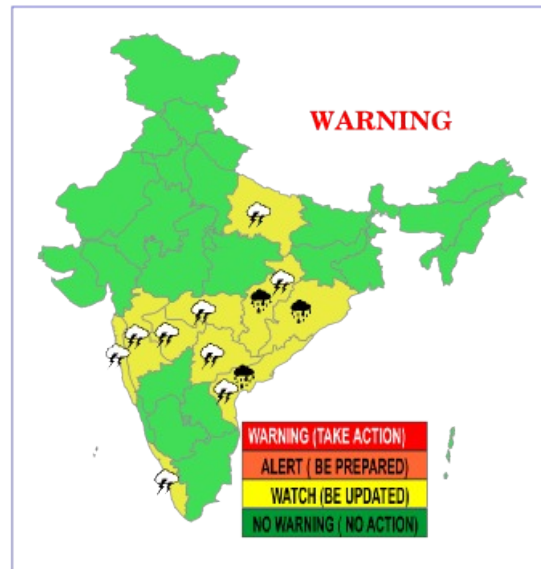 WARNING
WARNING (TAKE ACTION)
ALERT ( BE PREPARED)
WATCH (BE UPDATED)
NO WARNING ( NO ACTION)